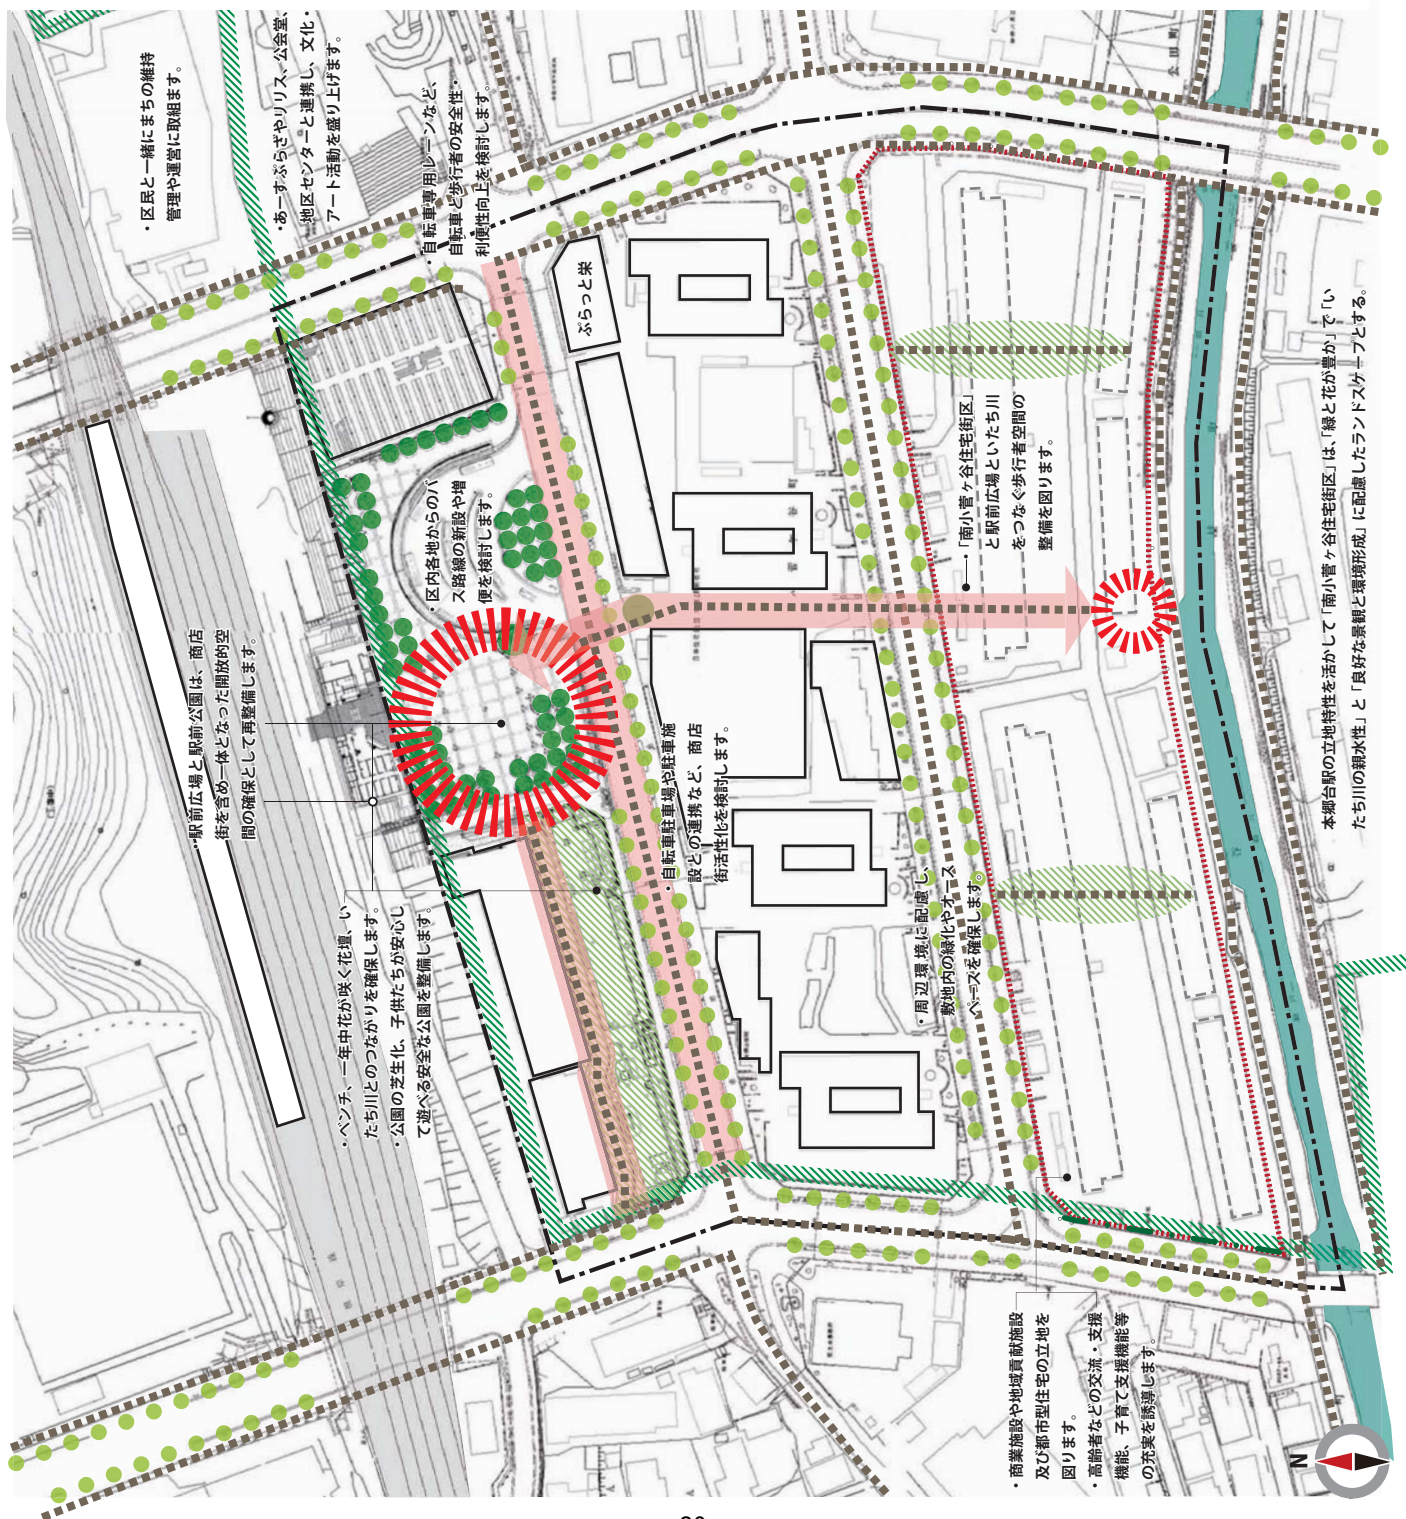 ・区民と一緒にまちの維持
管理や運営に取組ます。
・あーすぷらざやリリス、公会堂、
地区センターと連携し、文化・
アート活動を盛り上げます。
・自転車専用レーンなど、
自転車と歩行者の安全性・
利便性向上を検討します。
ぷらっと栄
・区内各地からのバ
ス路線の新設や増
便を検討します。
・「南小菅ヶ谷住宅街区」
と駅前広場といたち川
をつなぐ歩行者空間の
整備を図ります。
本郷台駅の立地特性を活かして「南小菅ヶ谷住宅街区」は、「緑と花が豊か」で「い
たち川の親水性」と「良好な景観と環境形成」に配慮したランドスケープとする。
・駅前広場と駅前公園は、商店
街を含め一体となった開放的空
間の確保として再整備します。
・自転車駐車場や駐車施
設との連携など、商店
街活性化を検討します。
・ベンチ、一年中花が咲く花壇、い
たち川とのつながりを確保します。
・公園の芝生化、子供たちが安心し
て遊べる安全な公園を整備します。
・周辺環境に配慮し、
敷地内の緑化やオース
ペースを確保します。
・商業施設や地域貢献施設
及び都市型住宅の立地を
図ります。
・高齢者などの交流・支援
機能、子育て支援機能等
の充実を誘導します。
N